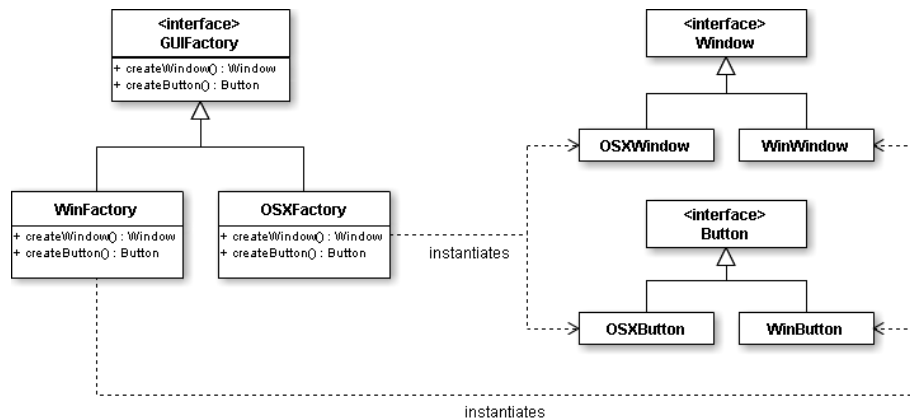 <interface>
GUIFactory
+ createWindow() : Window
+ createButton() : Button
WinFactory
+ createWindow() : Window
+ createButton() : Button
OSXFactory
+ createWindow() : Window
+ createButton() : Button
instantiates
<interface>
Window
OSXWindow
WinWindow
<interface>
Button
OSXButton
WinButton
instantiates